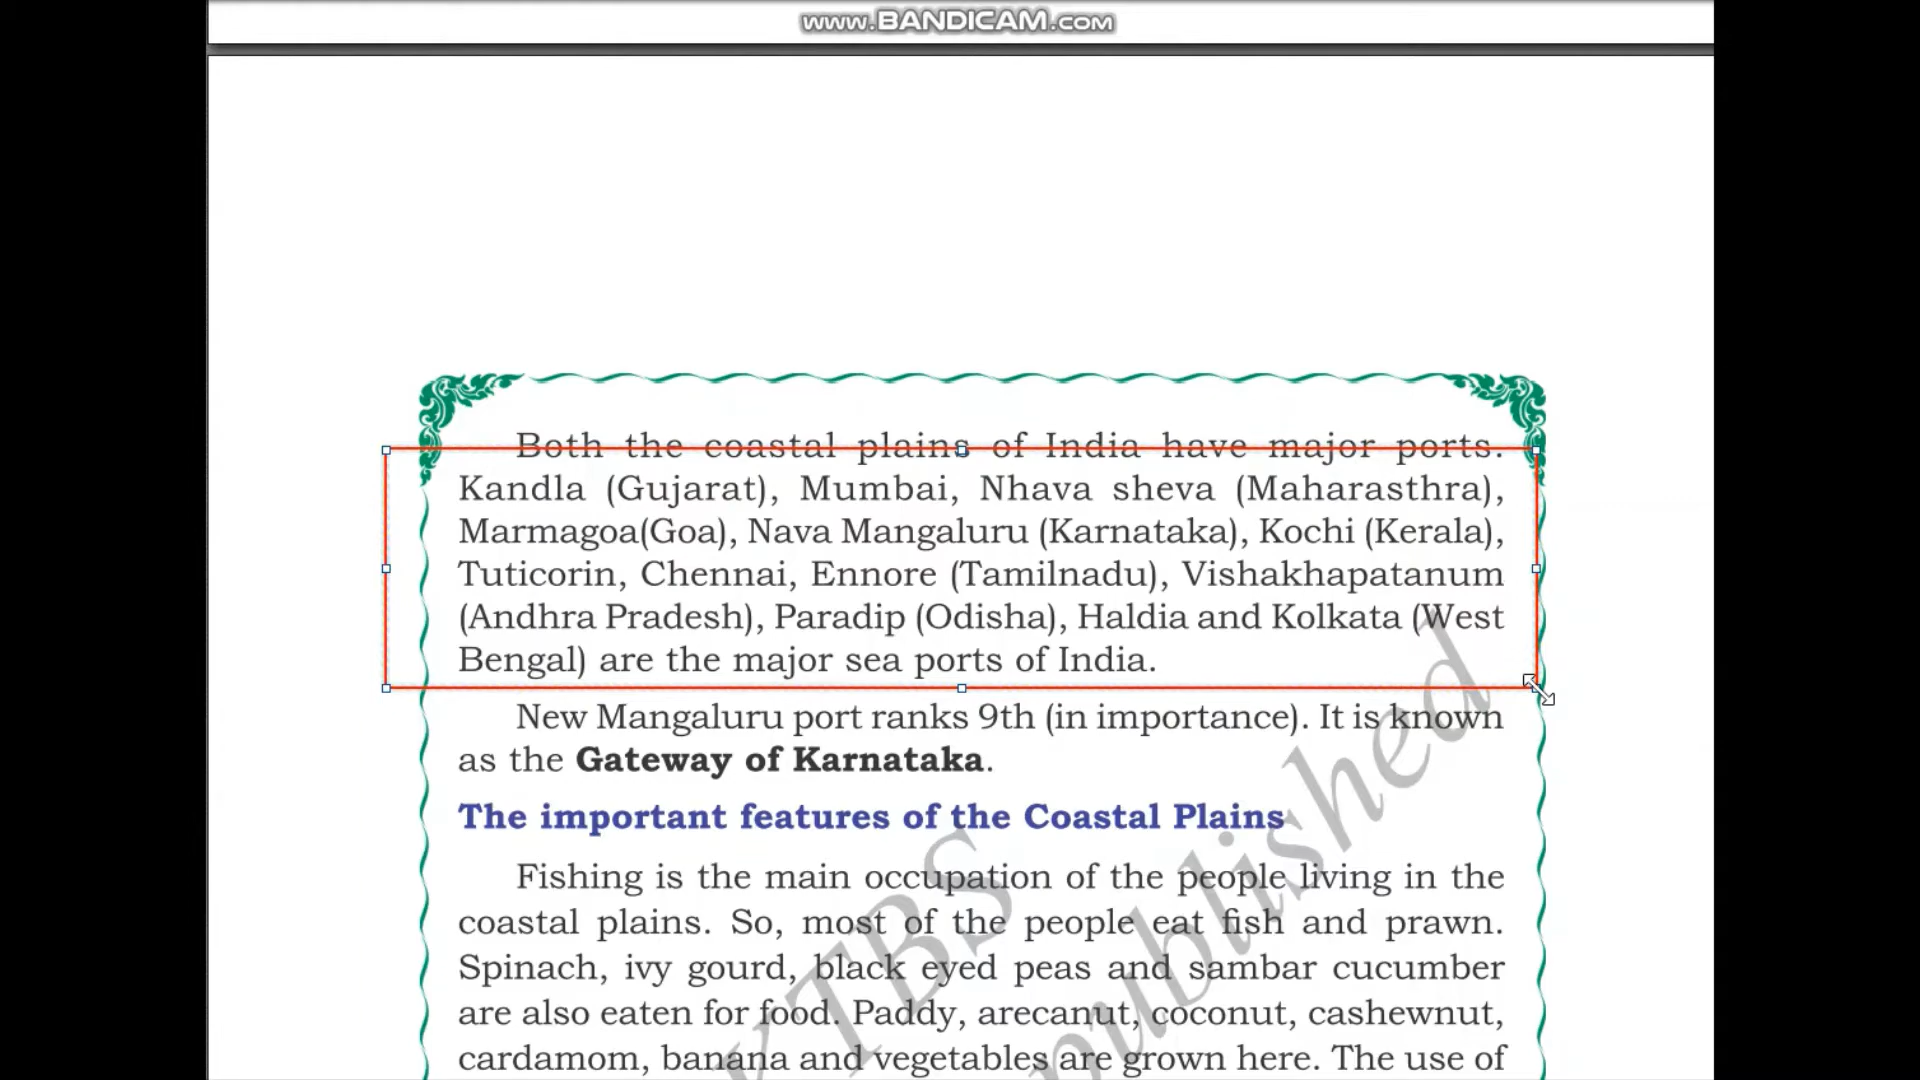 www.BANDICAM.com
Both the coastal plains of India have major ports.
Kandla (Gujarat), Mumbai, Nhava sheva (Maharasthra),
Marmagoa(Goa), Nava Mangaluru (Karnataka), Kochi (Kerala),
Tuticorin, Chennai, Ennore (Tamilnadu), Vishakhapatanum
(Andhra Pradesh), Paradip (Odisha), Haldia and Kolkata (West
Bengal) are the major sea ports of India.
New Mangaluru port ranks 9th (in importance). It is known
as the Gateway of Karnataka.
The important features of the Coastal Plains
Fishing is the main occupation of the people living in the
coastal plains. So, most of the people eat fish and prawn.
Spinach, ivy gourd, black eyed peas and sambar cucumber
are also eaten for food. Paddy, arecanut, coconut, cashewnut,
cardamom, banana and vegetables are grown here. The use of
KTBS
published